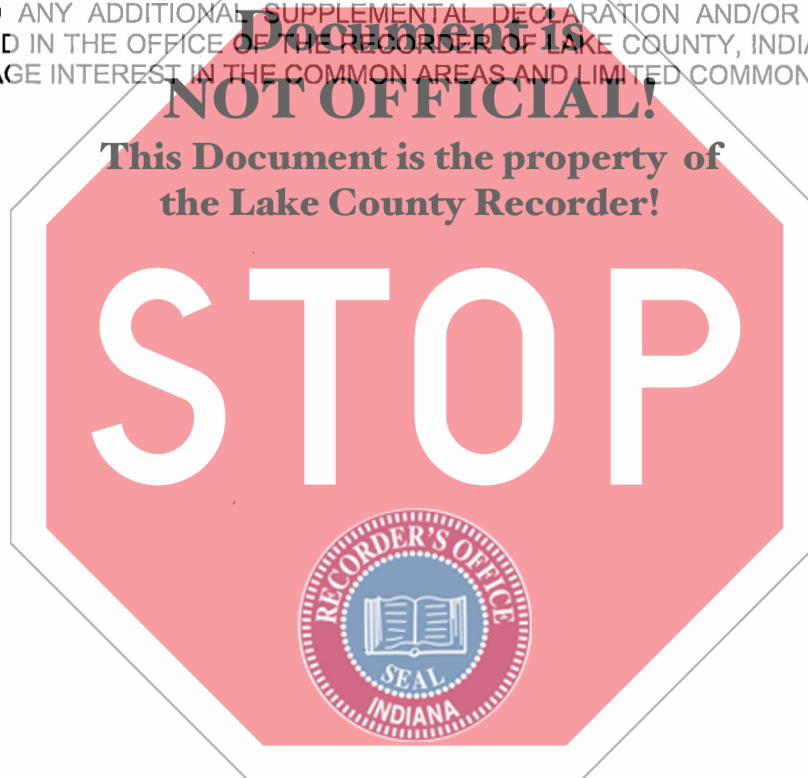 ANY ADDITIONAL SUPPLEMENTAL DECLARATION AND/OR
D IN THE OFFICE OF THE RECORDER OF LAKE COUNTY, INDI
GE INTEREST IN THE COMMON AREAS AND LIMITED COMMON
Document is
NOT OFFICIAL!
This Document is the property of
the Lake County Recorder!
STOP
RECORDER'S OFFICE
SEAL
INDIANA